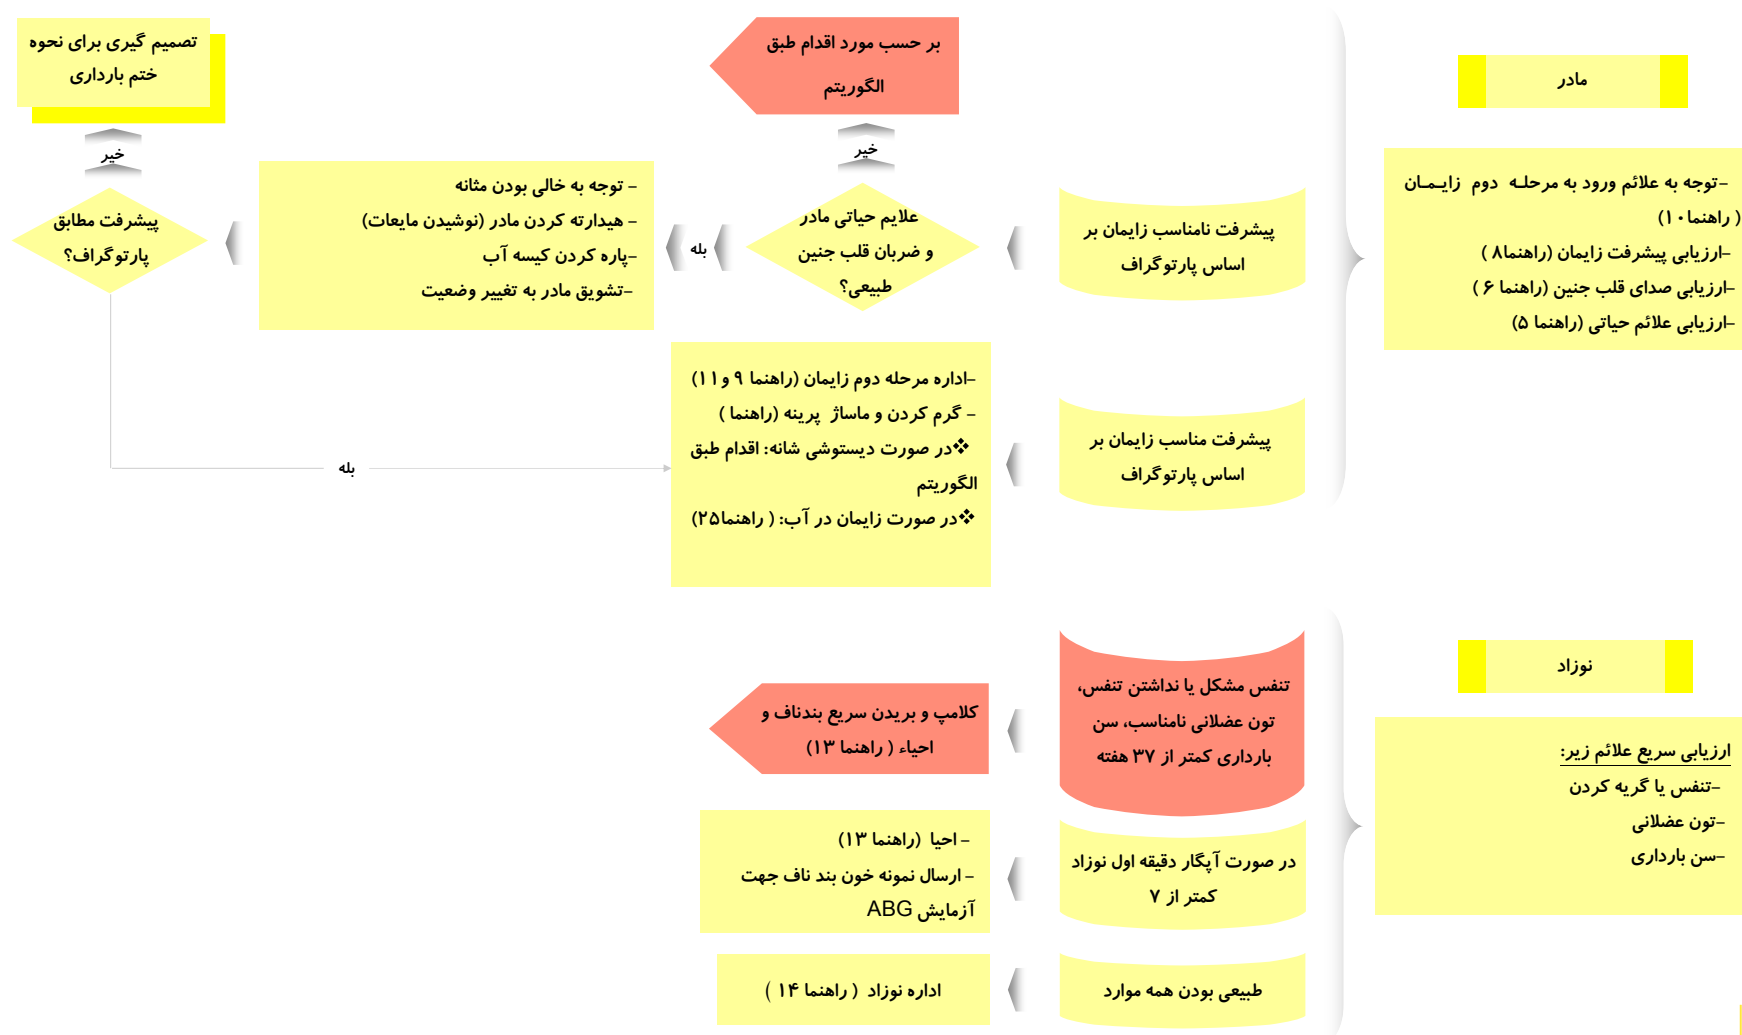 مادر
-توجه به علائم ورود به مرحله دوم زایمان
( راهنما۱۰)
-ارزیابی پیشرفت زایمان (راهنما۸ )
-ارزیابی صدای قلب جنین (راهنما ۶ )
-ارزیابی علائم حیاتی (راهنما ۵)
پیشرفت نامناسب زایمان بر
اساس پارتوگراف
علایم حیاتی مادر
و ضربان قلب جنین
طبیعی؟
خیر
بر حسب مورد اقدام طبق
الگوریتم
بله
- توجه به خالی بودن مثانه
- هیدارته کردن مادر (نوشیدن مایعات)
-پاره کردن کیسه آب
-تشویق مادر به تغییر وضعیت
پیشرفت مطابق
پارتوگراف؟
خیر
تصمیم گیری برای نحوه
ختم بارداری
بله
پیشرفت مناسب زایمان بر
اساس پارتوگراف
-اداره مرحله دوم زایمان (راهنما ۹ و۱۱)
- گرم کردن و ماساژ پرینه (راهنما )
❖در صورت دیستوشی شانه: اقدام طبق
الگوریتم
❖در صورت زایمان در آب: ( راهنما۲۵)
نوزاد
ارزیابی سریع علائم زیر:
-تنفس یا گریه کردن
-تون عضلانی
-سن بارداری
تنفس مشکل یا نداشتن تنفس،
تون عضلانی نامناسب، سن
بارداری کمتر از ۳۷ هفته
کلامپ و بریدن سریع بندناف و
احیاء ( راهنما ۱۳)
در صورت آپگار دقیقه اول نوزاد
کمتر از ۷
- احیا (راهنما ۱۳)
- ارسال نمونه خون بند ناف جهت
آزمایش ABG
طبیعی بودن همه موارد
اداره نوزاد ( راهنما ۱۴ )